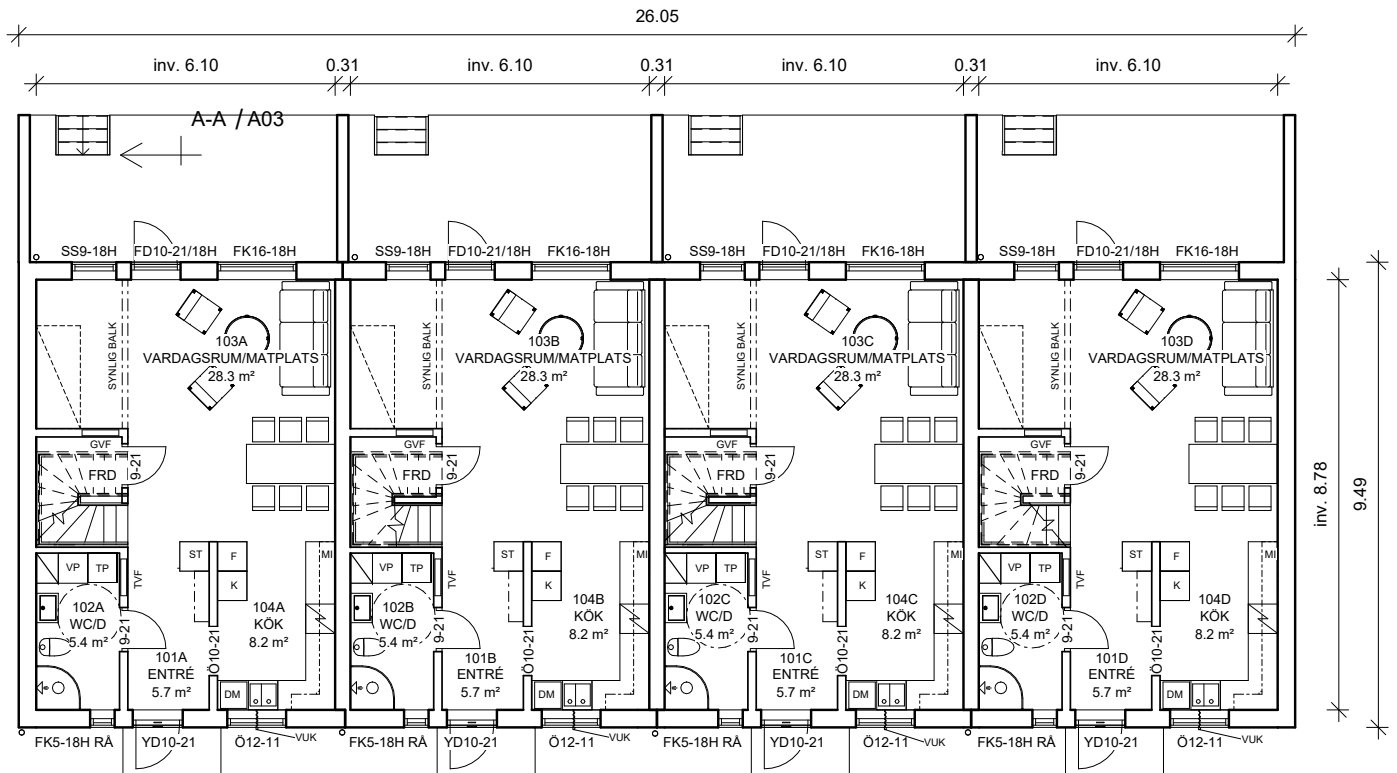 26.05
inv. 6.10 0.31 inv. 6.10 0.31 inv. 6.10 0.31 inv. 6.10
A-A / A03
SS9-18H FD10-21/18H FK16-18H SS9-18H FD10-21/18H FK16-18H SS9-18H FD10-21/18H FK16-18H SS9-18H FD10-21/18H FK16-18H
SYNLIG BALK SYNLIG BALK SYNLIG BALK SYNLIG BALK
103A
VARDAGSRUM/MATPLATS
28.3 m²
103B
VARDAGSRUM/MATPLATS
28.3 m²
103C
VARDAGSRUM/MATPLATS
28.3 m²
103D
VARDAGSRUM/MATPLATS
28.3 m²
inv. 8.78
9.49
GVF GVF GVF GVF
FRD 9-21 FRD 9-21 FRD 9-21 FRD 9-21
VP TP TVF ST F MI VP TP TVF ST F MI VP TP TVF ST F MI VP TP TVF ST F MI
K K K K
102A
WC/D
5.4 m²
9-21
104A
KÖK
8.2 m²
102B
WC/D
5.4 m²
9-21
104B
KÖK
8.2 m²
102C
WC/D
5.4 m²
9-21
104C
KÖK
8.2 m²
102D
WC/D
5.4 m²
9-21
104D
KÖK
8.2 m²
101A
ENTRÉ
5.7 m²
Ö10-21
DM
101B
ENTRÉ
5.7 m²
Ö10-21
DM
101C
ENTRÉ
5.7 m²
Ö10-21
DM
101D
ENTRÉ
5.7 m²
Ö10-21
DM
FK5-18H RÅ YD10-21 Ö12-11 VUK FK5-18H RÅ YD10-21 Ö12-11 VUK FK5-18H RÅ YD10-21 Ö12-11 VUK FK5-18H RÅ YD10-21 Ö12-11 VUK